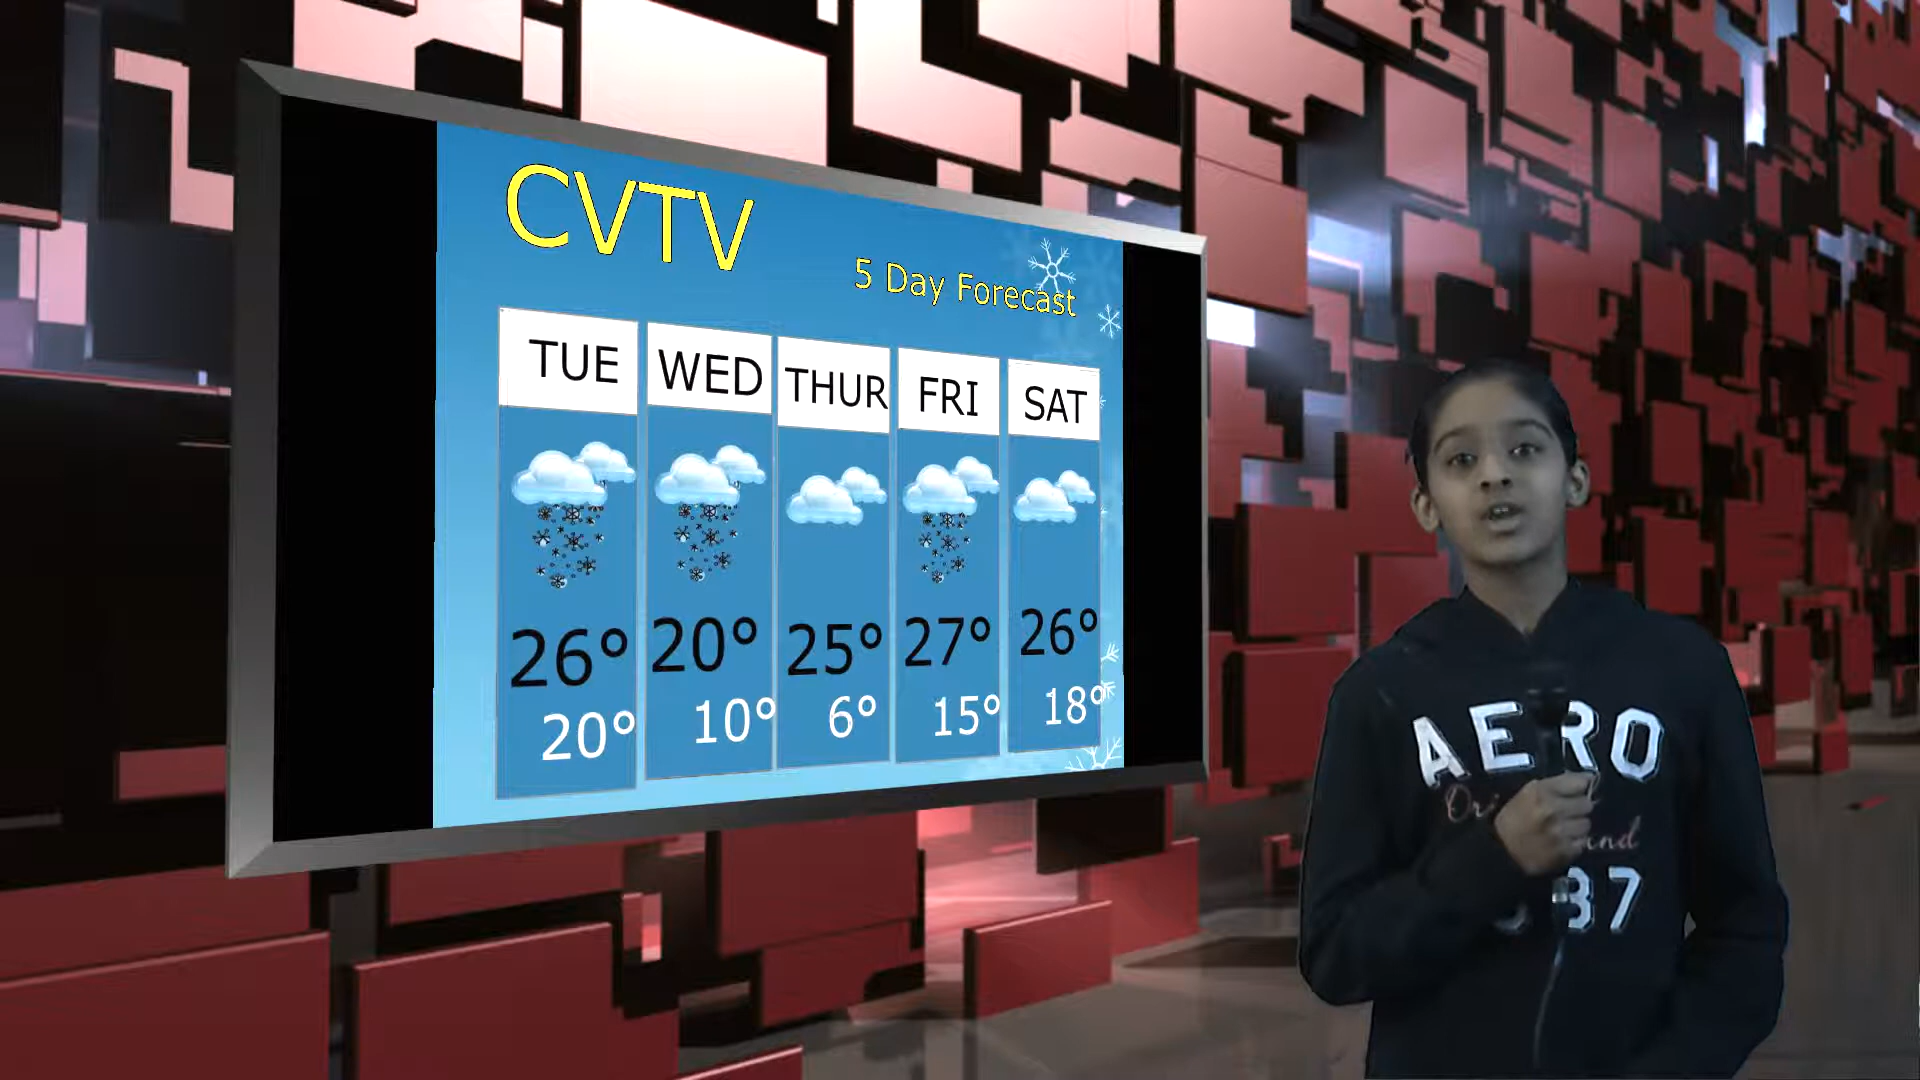 CVTV
5 Day Forecast
TUE WED THUR FRI SAT
26° 20° 25° 27° 26°
20° 10° 6° 15° 18°
AERO
87